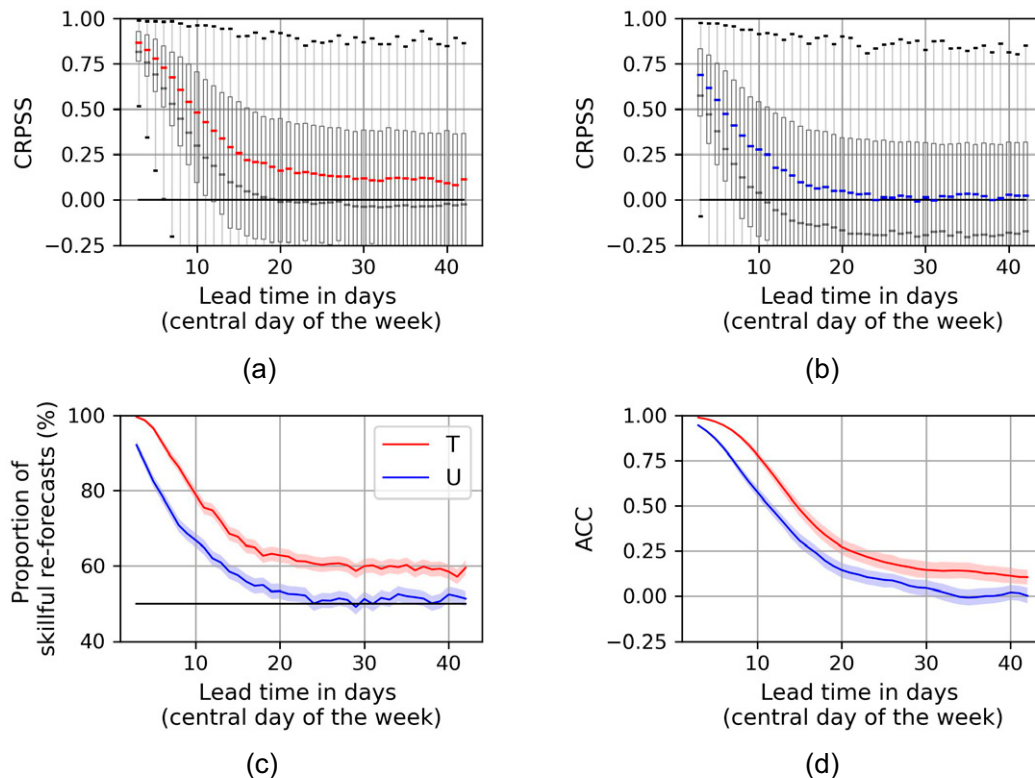 1.00
0.75
0.50
0.25
0.00
−0.25
CRPSS
10
20
30
40
Lead time in days
(central day of the week)
(a)
1.00
0.75
0.50
0.25
0.00
−0.25
CRPSS
10
20
30
40
Lead time in days
(central day of the week)
(b)
100
80
60
40
Proportion of
skillful re-forecasts (%)
T
U
10
20
30
40
Lead time in days
(central day of the week)
(c)
1.00
0.75
0.50
0.25
0.00
−0.25
ACC
10
20
30
40
Lead time in days
(central day of the week)
(d)